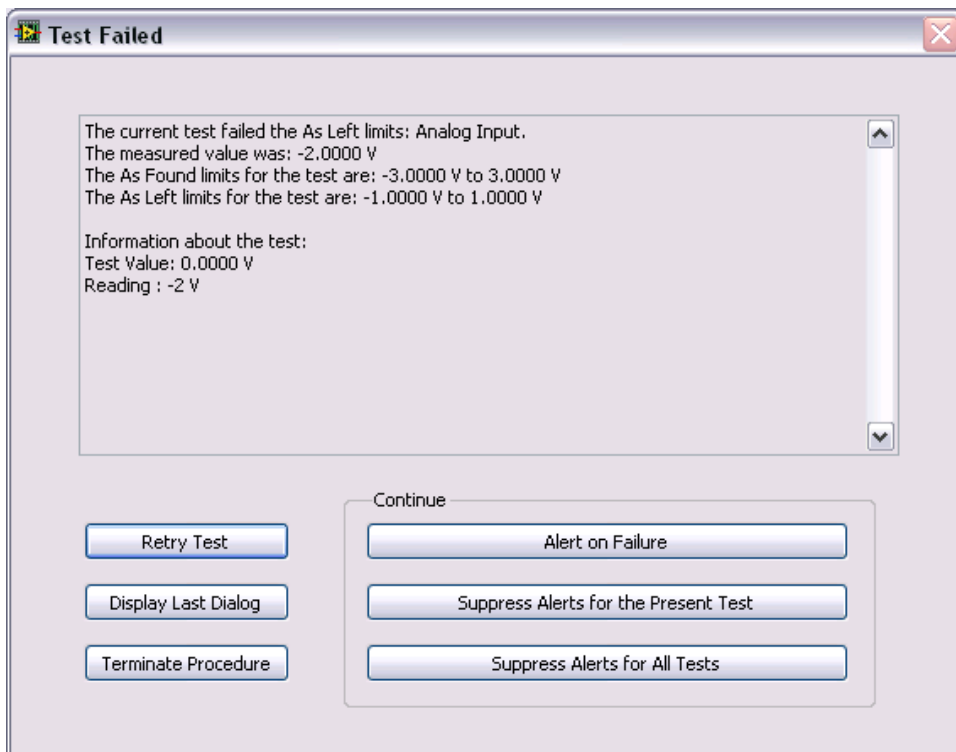 Test Failed
The current test failed the As Left limits: Analog Input.
The measured value was: -2.0000 V
The As Found limits for the test are: -3.0000 V to 3.0000 V
The As Left limits for the test are: -1.0000 V to 1.0000 V
Information about the test:
Test Value: 0.0000 V
Reading : -2 V
Continue
Retry Test
Alert on Failure
Display Last Dialog
Suppress Alerts for the Present Test
Terminate Procedure
Suppress Alerts for All Tests